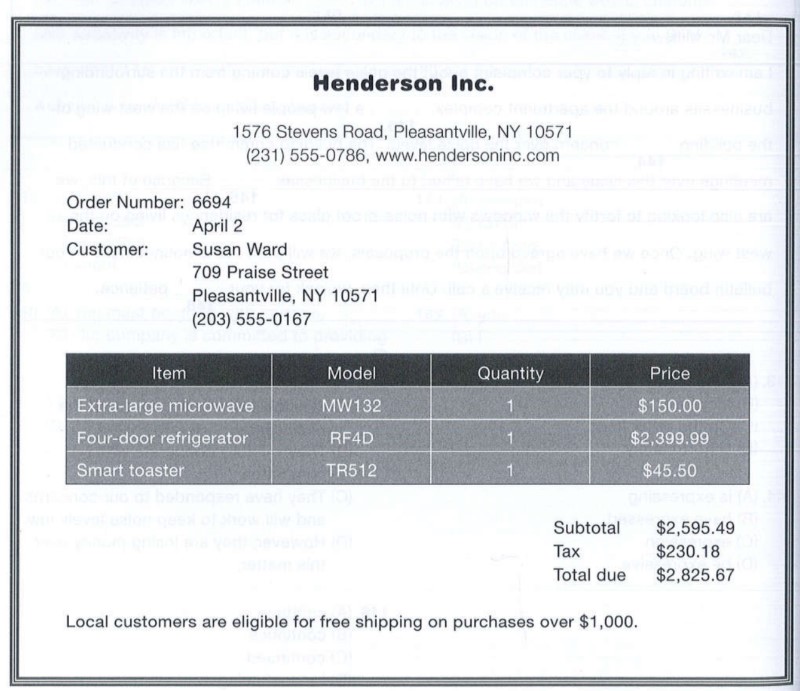 Henderson Inc.
1576 Stevens Road, Pleasantville, NY 10571
(231) 555-0786, www.hendersoninc.com
Order Number: 6694
Date: April 2
Customer: Susan Ward
709 Praise Street
Pleasantville, NY 10571
(203) 555-0167
Item Model Quantity Price
Extra-large microwave MW132 1 $150.00
Four-door refrigerator RF4D 1 $2,399.99
Smart toaster TR512 1 $45.50
Subtotal $2,595.49
Tax $230.18
Total due $2,825.67
Local customers are eligible for free shipping on purchases over $1,000.